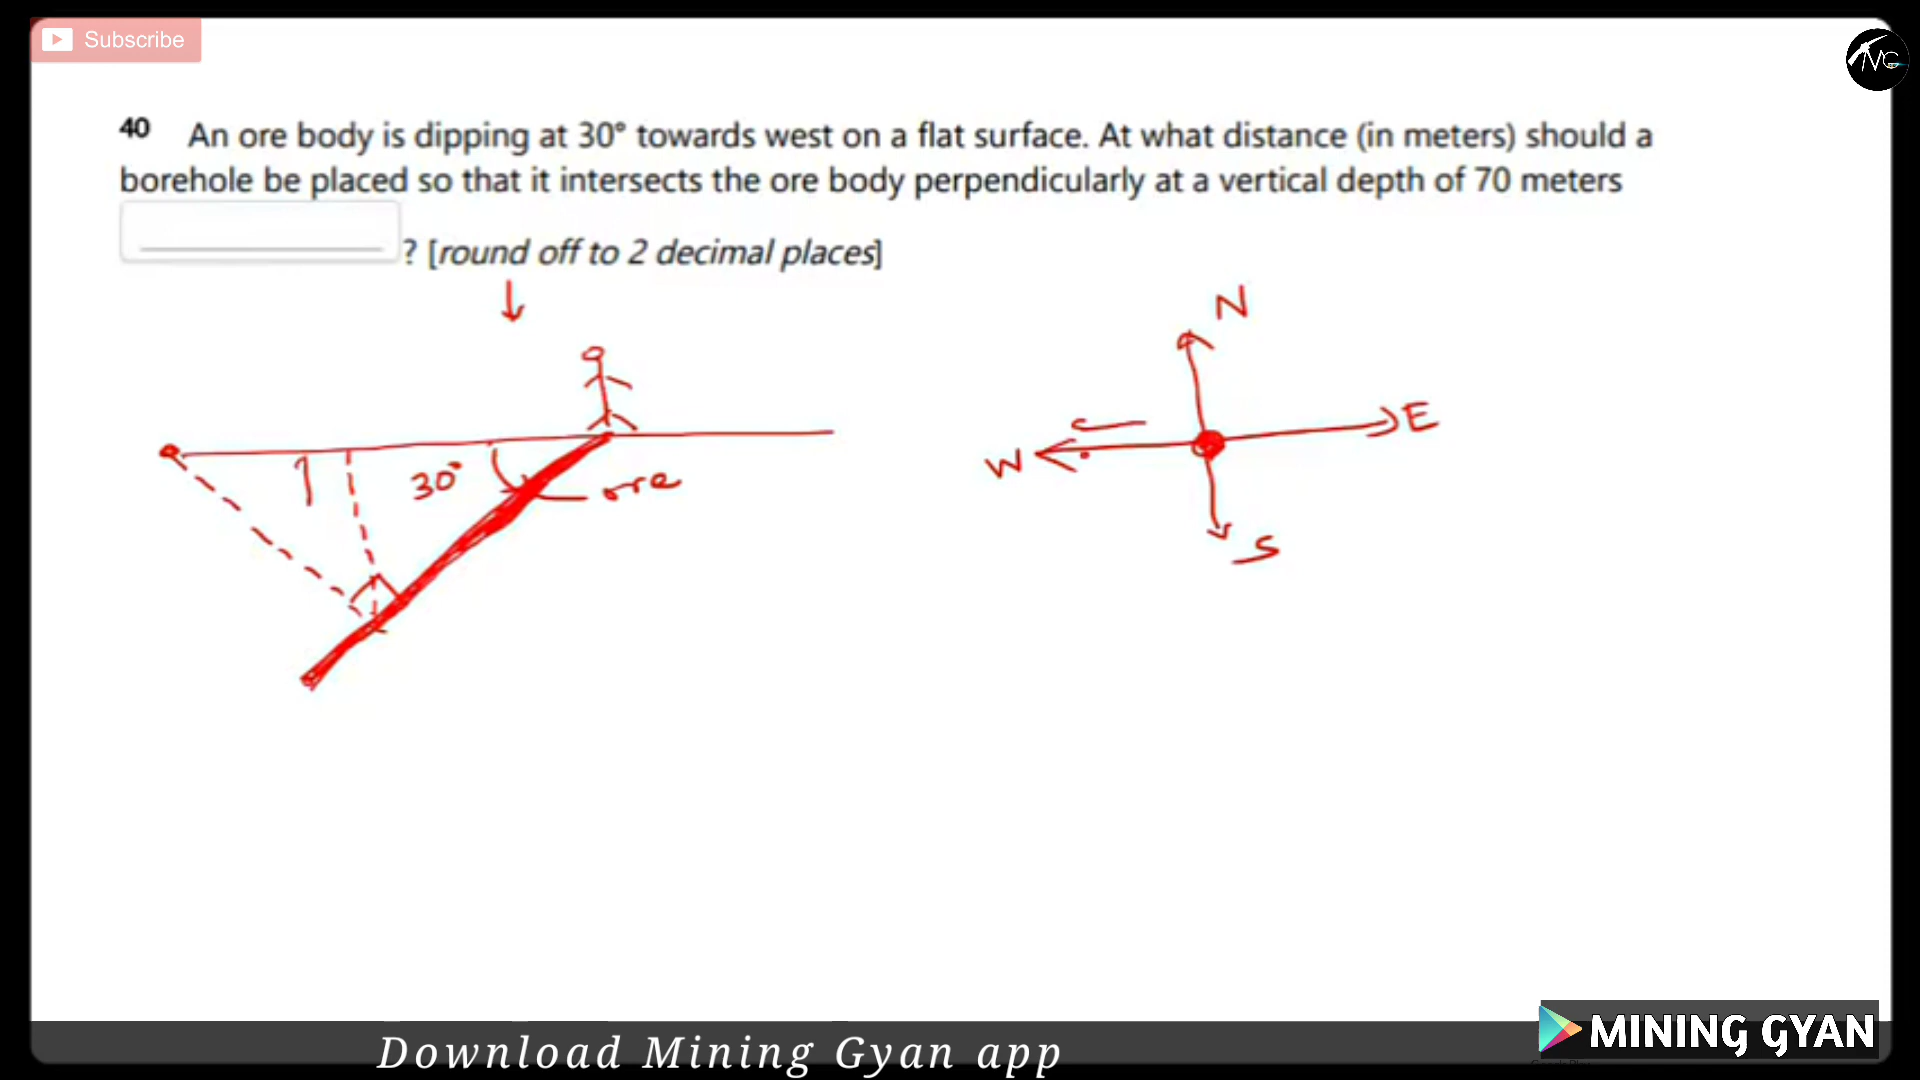 Subscribe
NG
40 An ore body is dipping at 30° towards west on a flat surface. At what distance (in meters) should a
borehole be placed so that it intersects the ore body perpendicularly at a vertical depth of 70 meters
? [round off to 2 decimal places]
N
30°
ore
W
E
S
MINING GYAN
Download Mining Gyan app